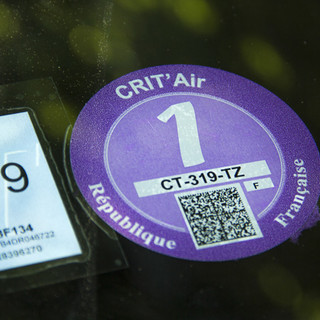 CRIT'Air
1
CT-319-TZ
F
République
Française
9